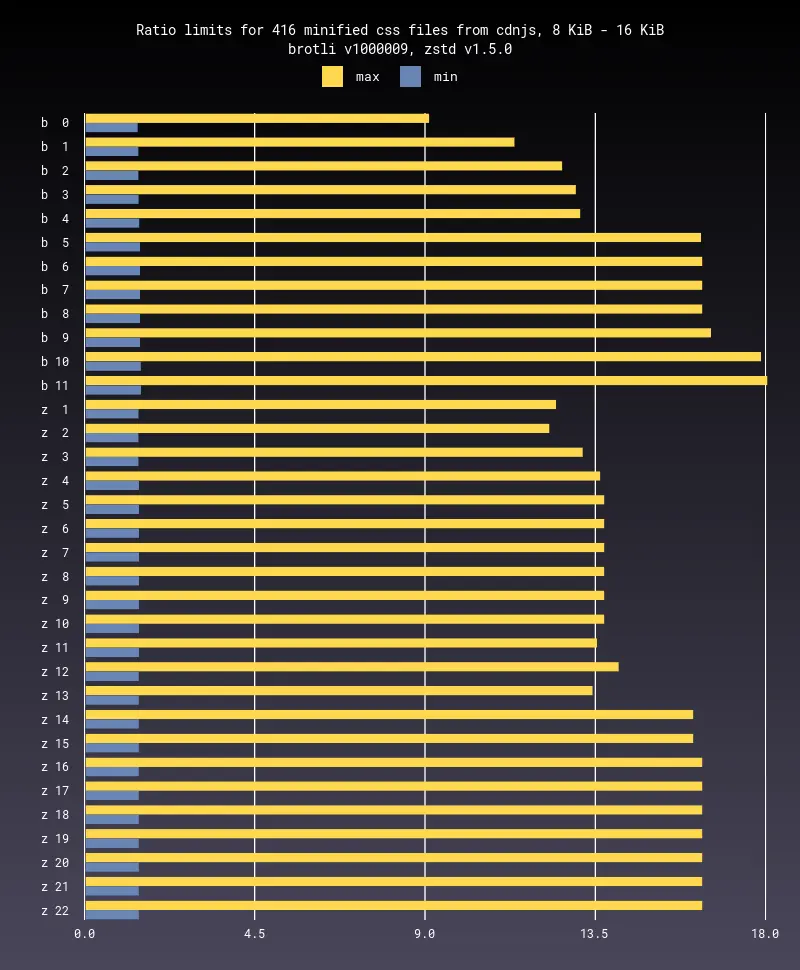 Ratio limits for 416 minified css files from cdnjs, 8 KiB - 16 KiB
brotli v1000009, zstd v1.5.0
max min
b 0
b 1
b 2
b 3
b 4
b 5
b 6
b 7
b 8
b 9
b 10
b 11
z 1
z 2
z 3
z 4
z 5
z 6
z 7
z 8
z 9
z 10
z 11
z 12
z 13
z 14
z 15
z 16
z 17
z 18
z 19
z 20
z 21
z 22
0.0 4.5 9.0 13.5 18.0